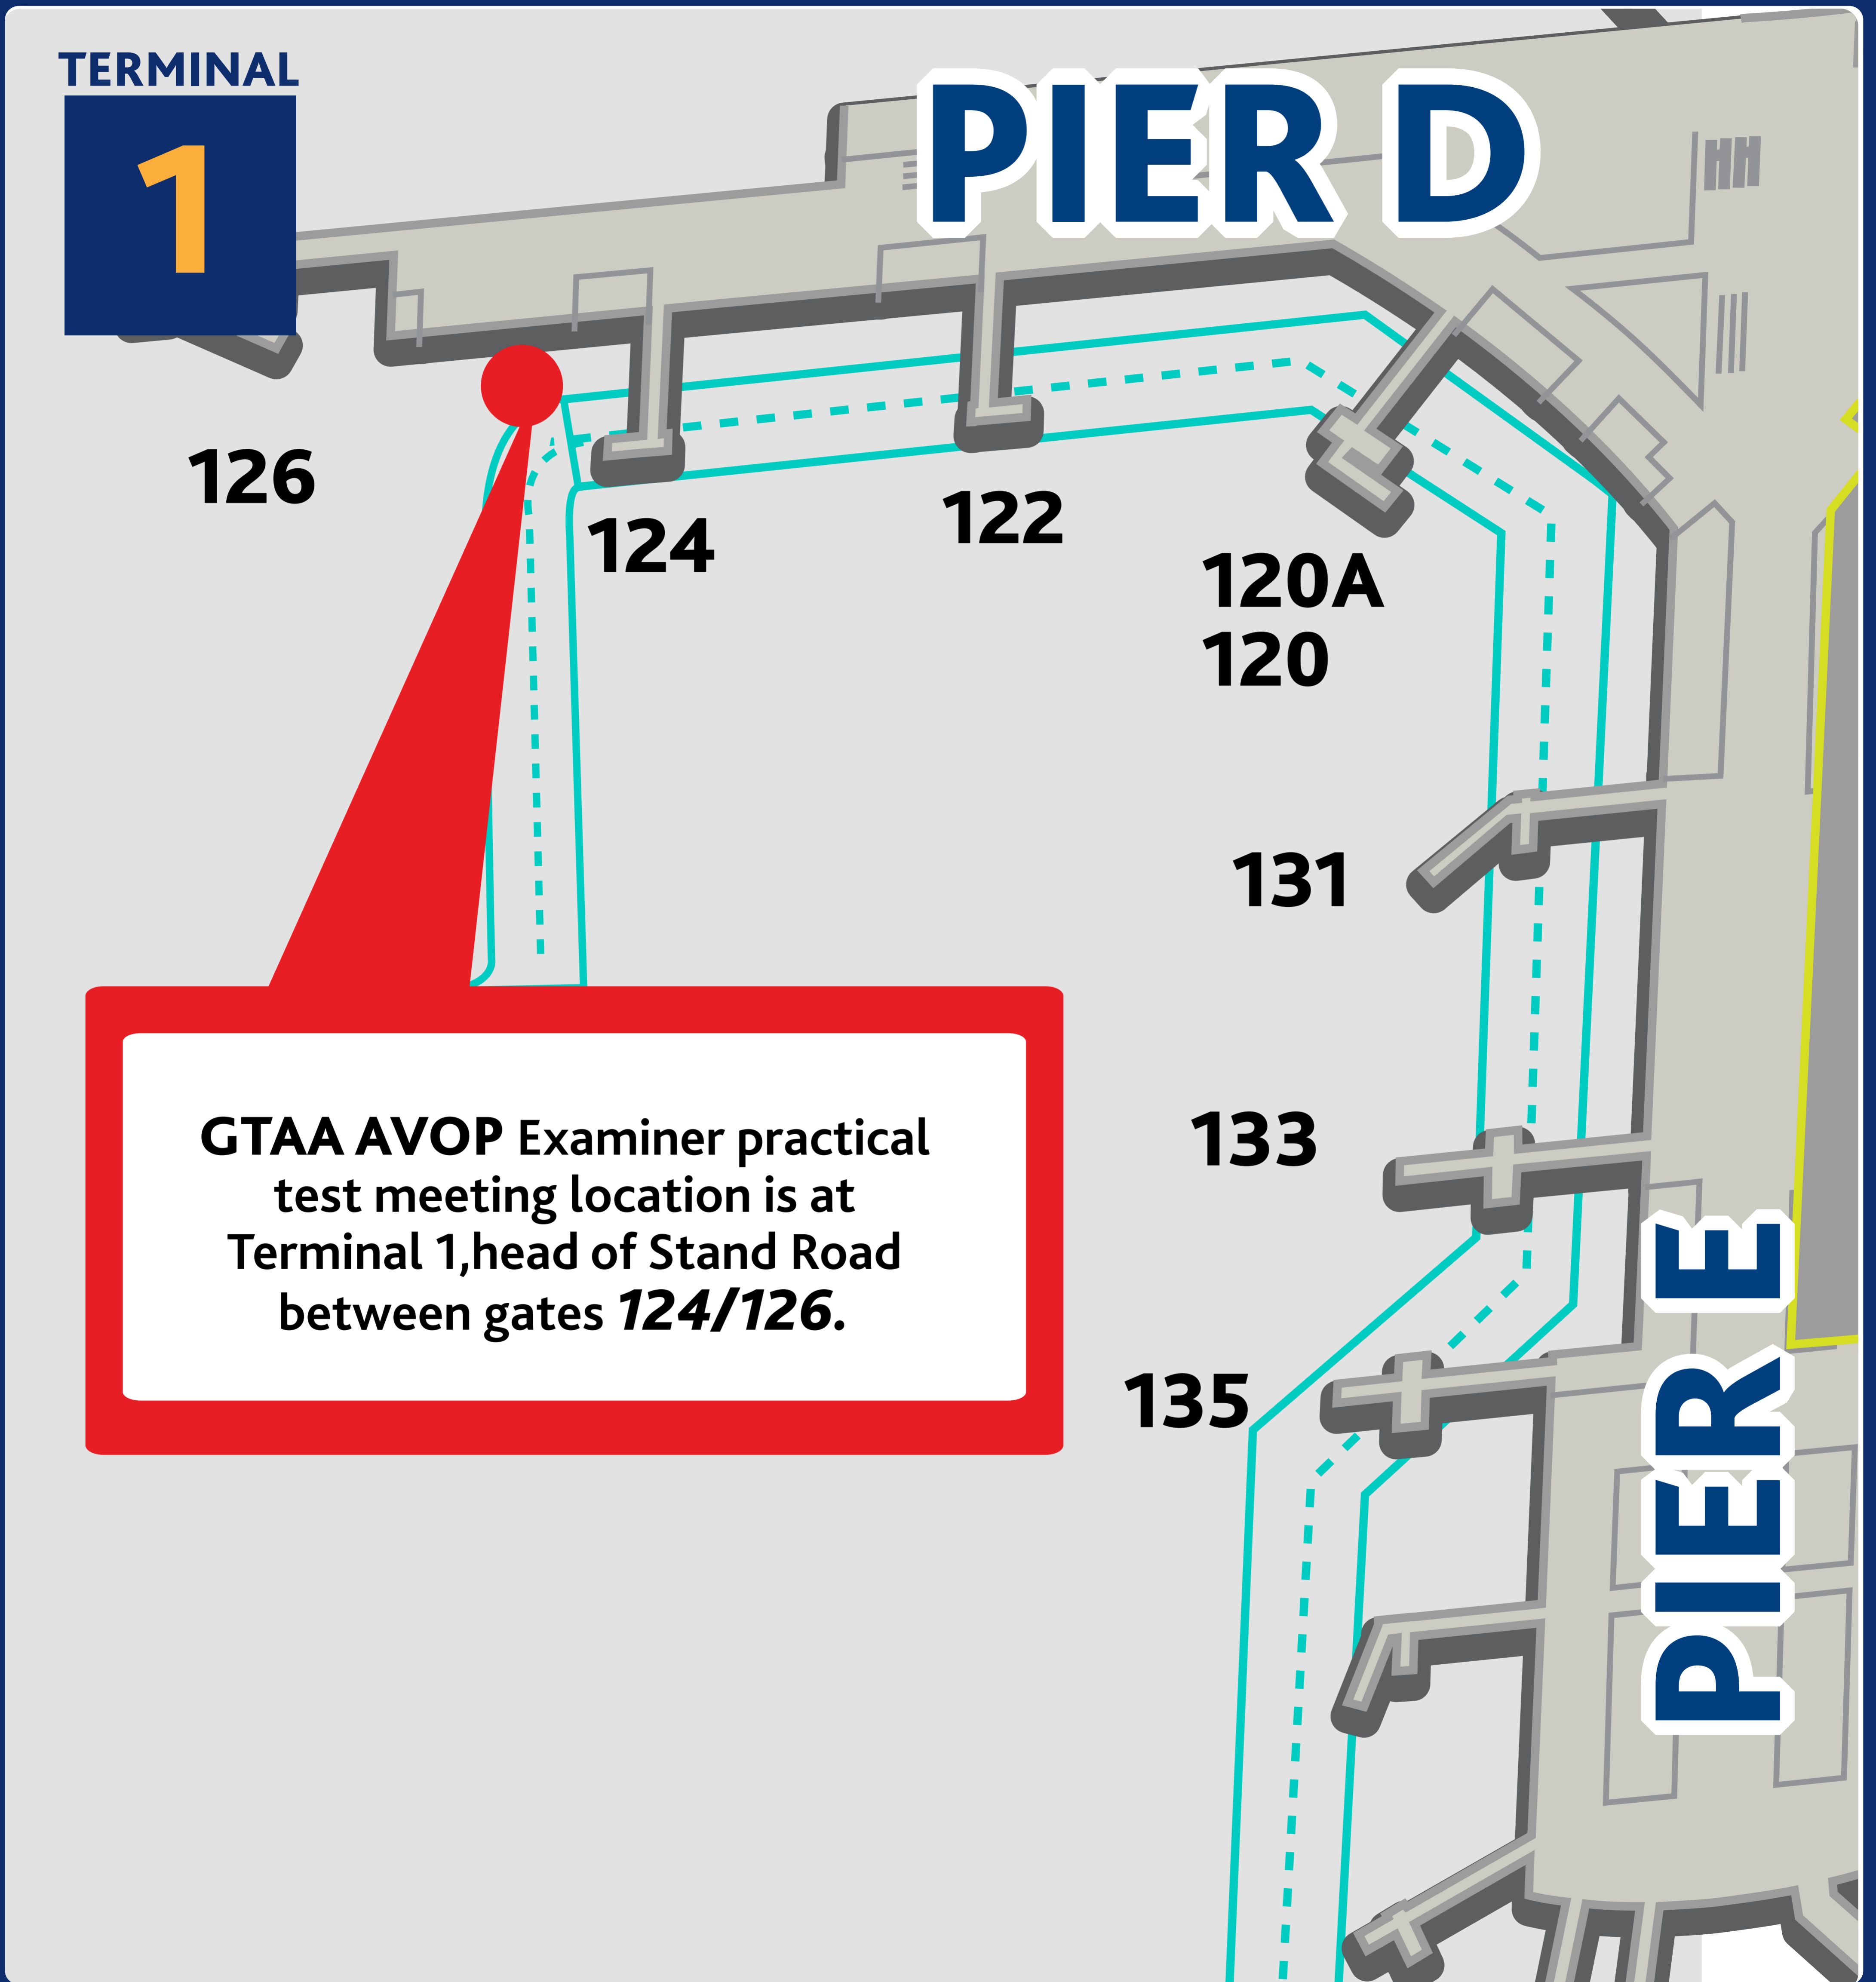 TERMINAL
1
PIER D
126
124
122
120A
120
131
133
135
GTAA AVOP Examiner practical
test meeting location is at
Terminal 1,head of Stand Road
between gates 124/126.
PIER E